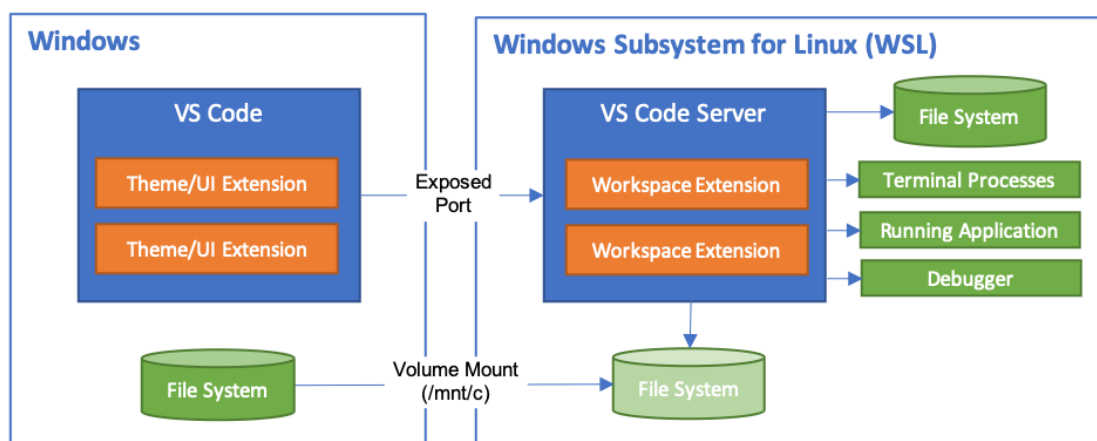 Windows
VS Code
Theme/UI Extension
Theme/UI Extension
File System
Exposed
Port
Volume Mount
(/mnt/c)
Windows Subsystem for Linux (WSL)
VS Code Server
Workspace Extension
Workspace Extension
File System
Terminal Processes
Running Application
Debugger
File System